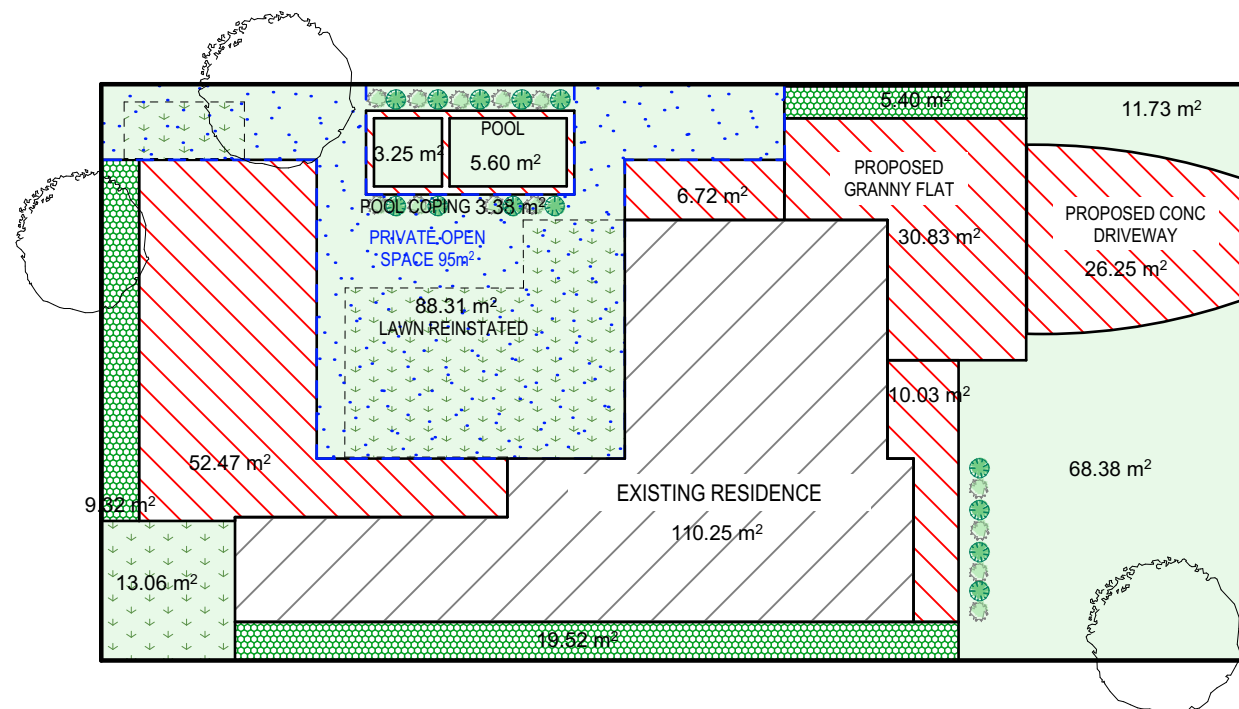 5.40 m²
11.73 m²
POOL
3.25 m²
5.60 m²
PROPOSED
GRANNY FLAT
6.72 m²
POOL COPING 3.38 m²
PROPOSED CONC
DRIVEWAY
PRIVATE OPEN
SPACE 95m²
30.83 m²
26.25 m²
88.31 m²
LAWN REINSTATED
10.03 m²
52.47 m²
68.38 m²
EXISTING RESIDENCE
9.32 m²
110.25 m²
13.06 m²
19.52 m²